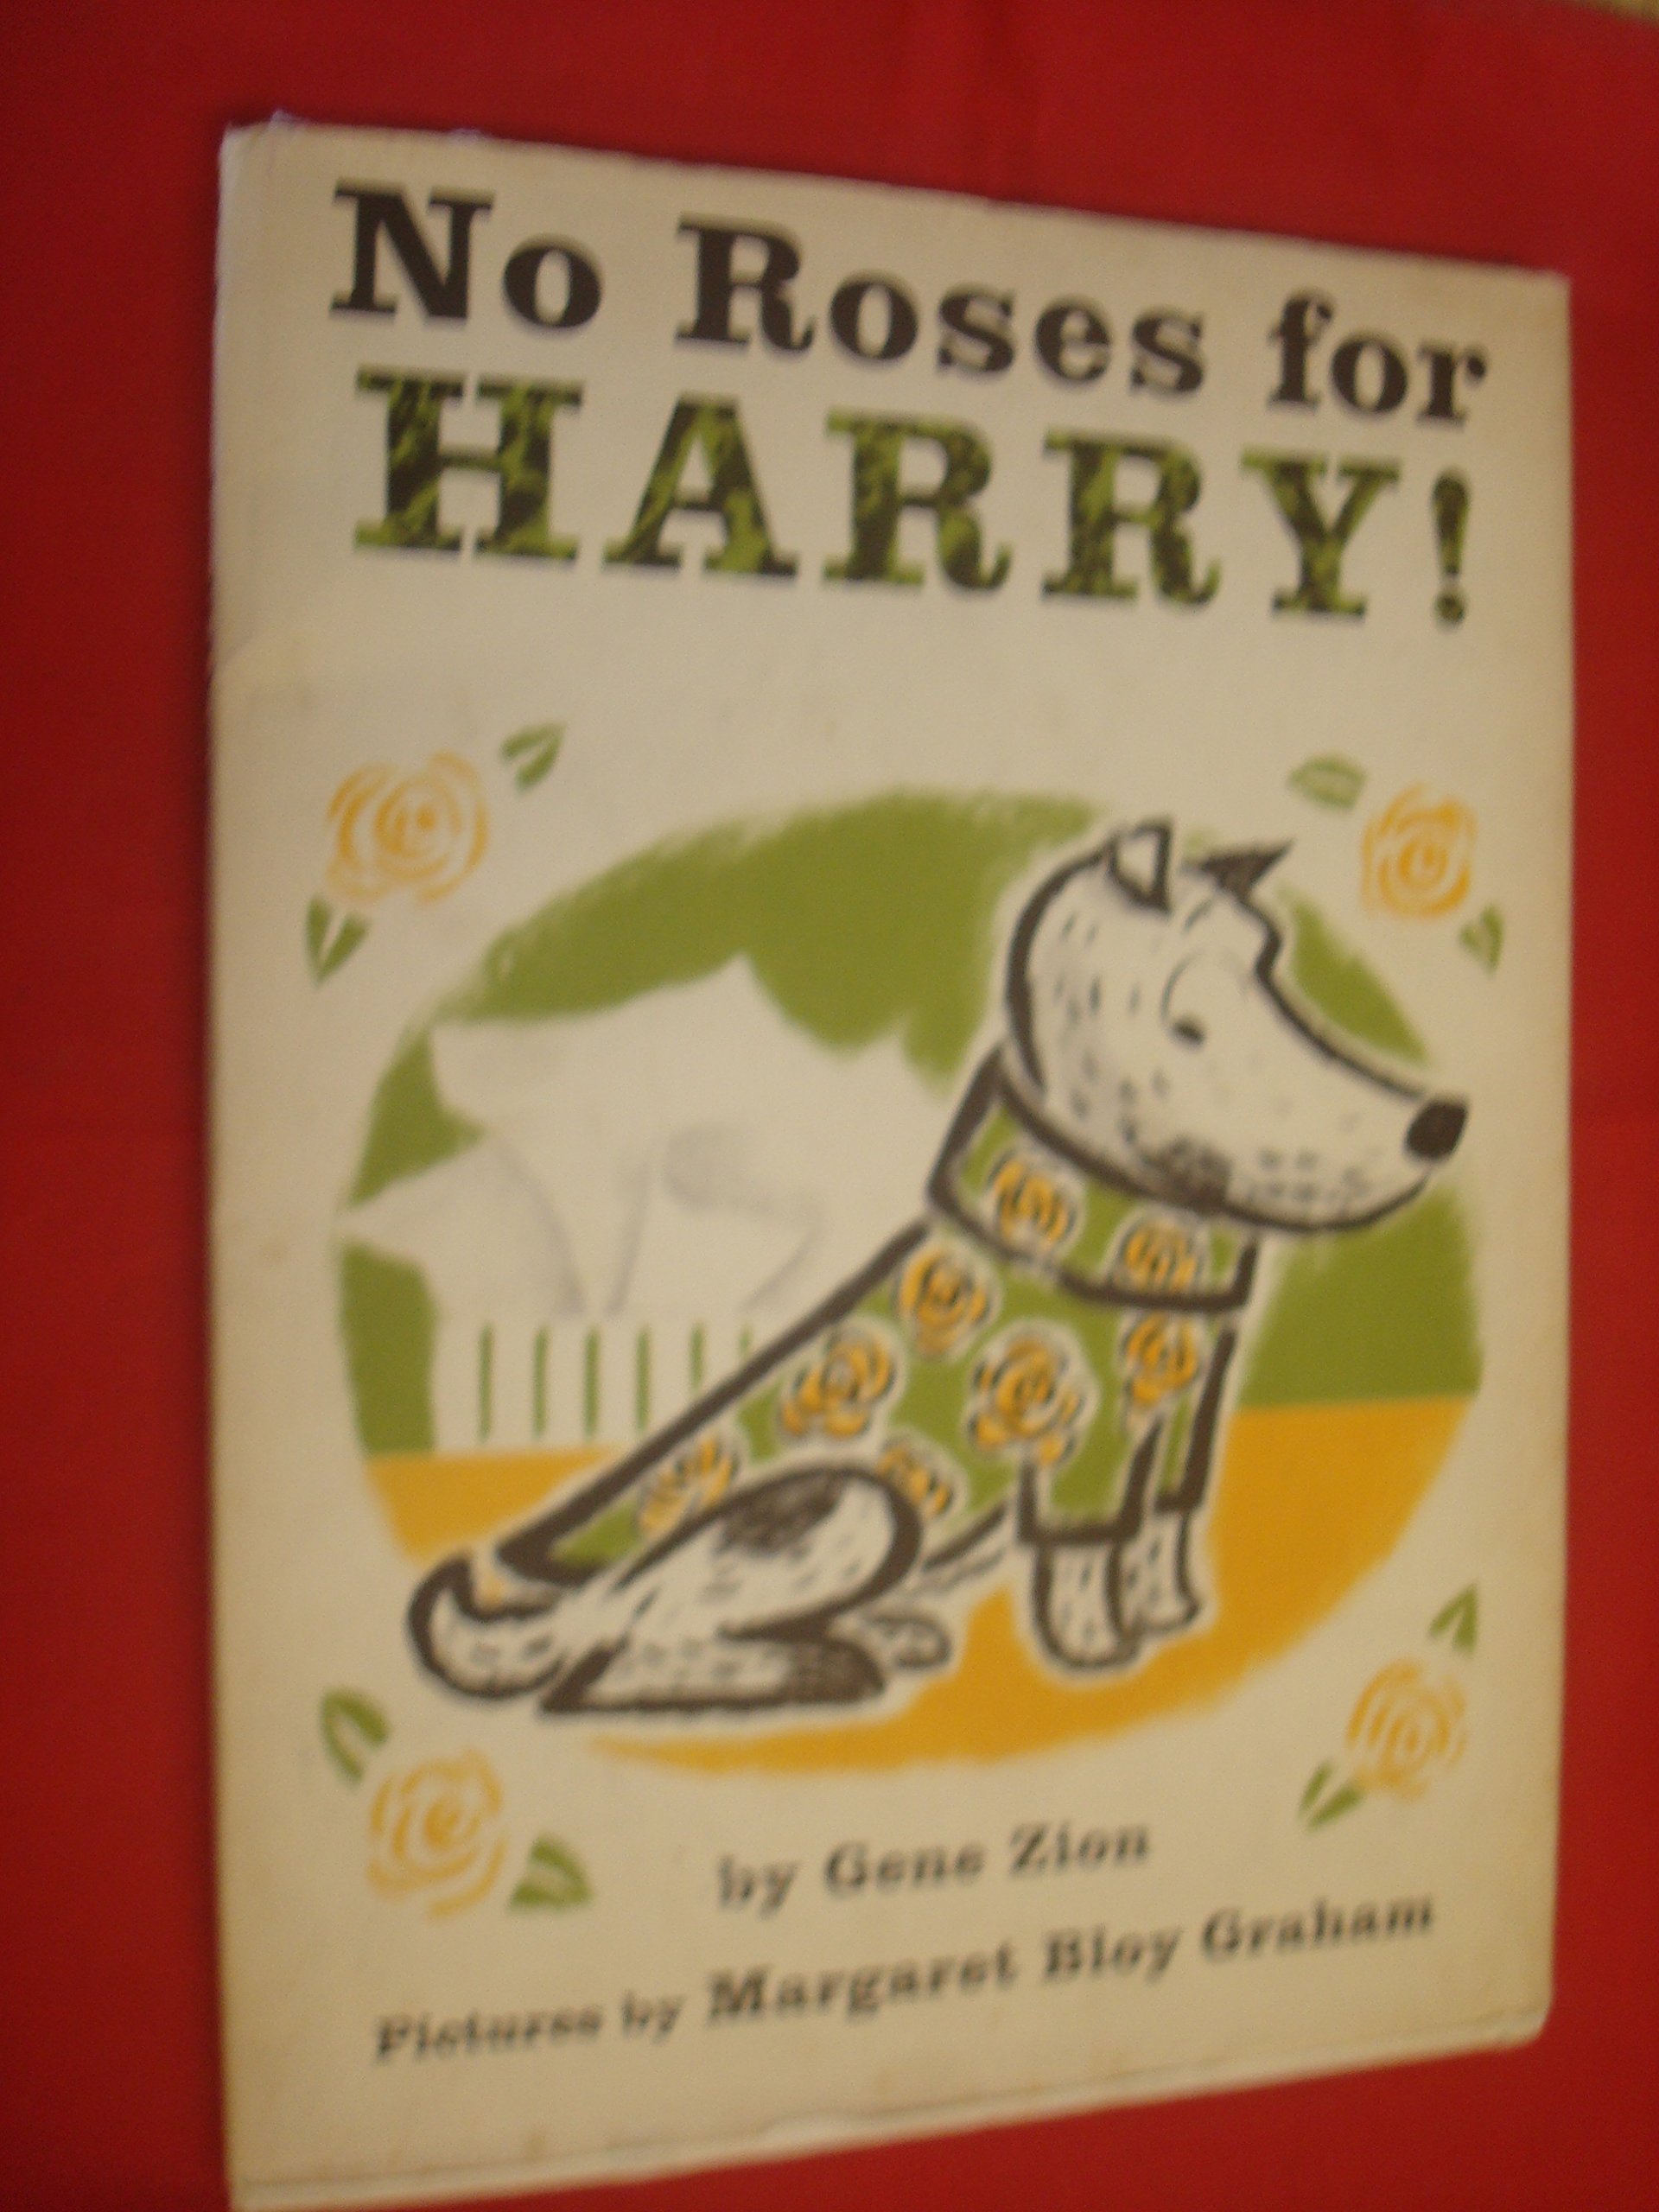 No Roses for
HARRY!
by Gene Zion
Pictures by Margaret Bloy Graham